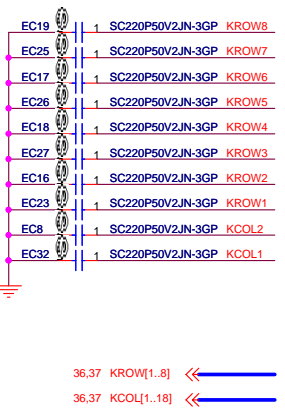 EC19 1 SC220P50V2JN-3GP KROW8
EC25 1 SC220P50V2JN-3GP KROW7
EC17 1 SC220P50V2JN-3GP KROW6
EC26 1 SC220P50V2JN-3GP KROW5
EC18 1 SC220P50V2JN-3GP KROW4
EC27 1 SC220P50V2JN-3GP KROW3
EC16 1 SC220P50V2JN-3GP KROW2
EC23 1 SC220P50V2JN-3GP KROW1
EC8 1 SC220P50V2JN-3GP KCOL2
EC32 1 SC220P50V2JN-3GP KCOL1
36,37 KROW[1..8]
36,37 KCOL[1..18]